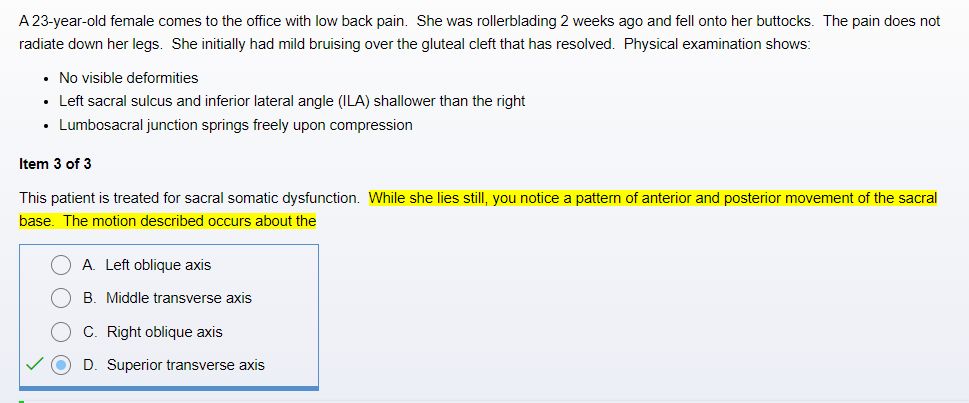 A 23-year-old female comes to the office with low back pain.  She was rollerblading 2 weeks ago and fell onto her buttocks.  The pain does not
radiate down her legs.  She initially had mild bruising over the gluteal cleft that has resolved.  Physical examination shows:
• No visible deformities
• Left sacral sulcus and inferior lateral angle (ILA) shallower than the right
• Lumbosacral junction springs freely upon compression
Item 3 of 3
This patient is treated for sacral somatic dysfunction.  While she lies still, you notice a pattern of anterior and posterior movement of the sacral
base.  The motion described occurs about the
A. Left oblique axis
B. Middle transverse axis
C. Right oblique axis
D. Superior transverse axis